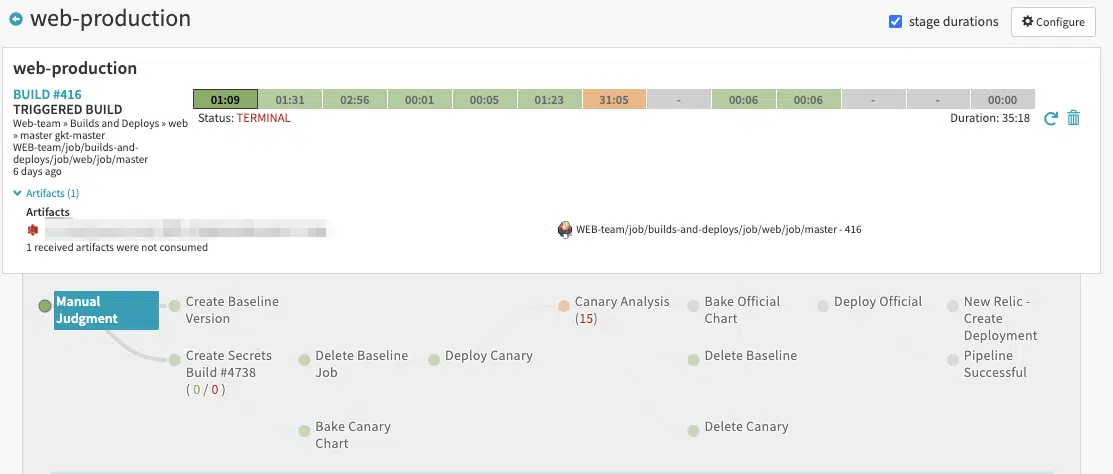 web-production
stage durations
Configure
web-production
BUILD #416
TRIGGERED BUILD
Web-team » Builds and Deploys » web
» master gkt-master
WEB-team/job/builds-and-
deploys/job/web/job/master
6 days ago
01:09 01:31 02:56 00:01 00:05 01:23 31:05 - 00:06 00:06 - - 00:00
Status: TERMINAL
Duration: 35:18
Artifacts (1)
Artifacts
WEB-team/job/builds-and-deploys/job/web/job/master - 416
1 received artifacts were not consumed
Manual
Judgment
Create Baseline
Version
Canary Analysis
(15)
Bake Official
Chart
Deploy Official
New Relic -
Create
Deployment
Create Secrets
Build #4738
( 0 / 0 )
Delete Baseline
Job
Deploy Canary
Delete Baseline
Pipeline
Successful
Bake Canary
Chart
Delete Canary